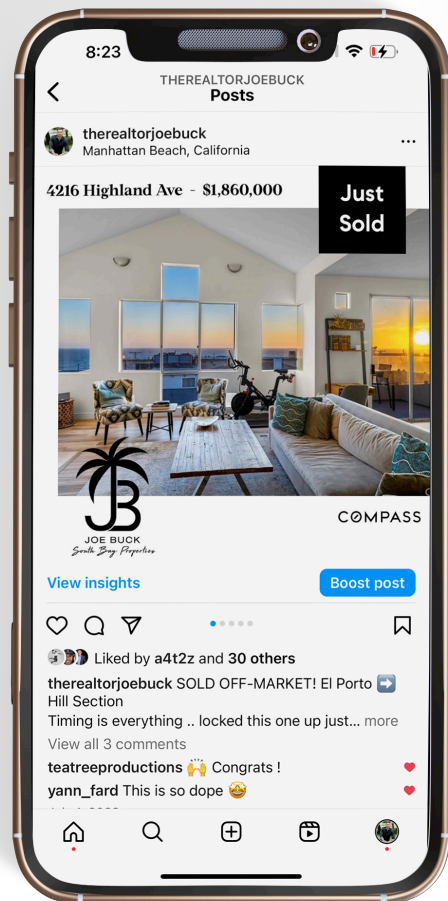 8:23
THEREALTORJOEBUCK
Posts
therealtorjoebuck
Manhattan Beach, California
4216 Highland Ave - $1,860,000
Just
Sold
JB
JOE BUCK
South Bay Properties
COMPASS
View insights
Boost post
Liked by a4t2z and 30 others
therealtorjoebuck SOLD OFF-MARKET! El Porto ➡️
Hill Section
Timing is everything .. locked this one up just... more
View all 3 comments
teatreeproductions 🙌 Congrats !
yann_fard This is so dope 🤩